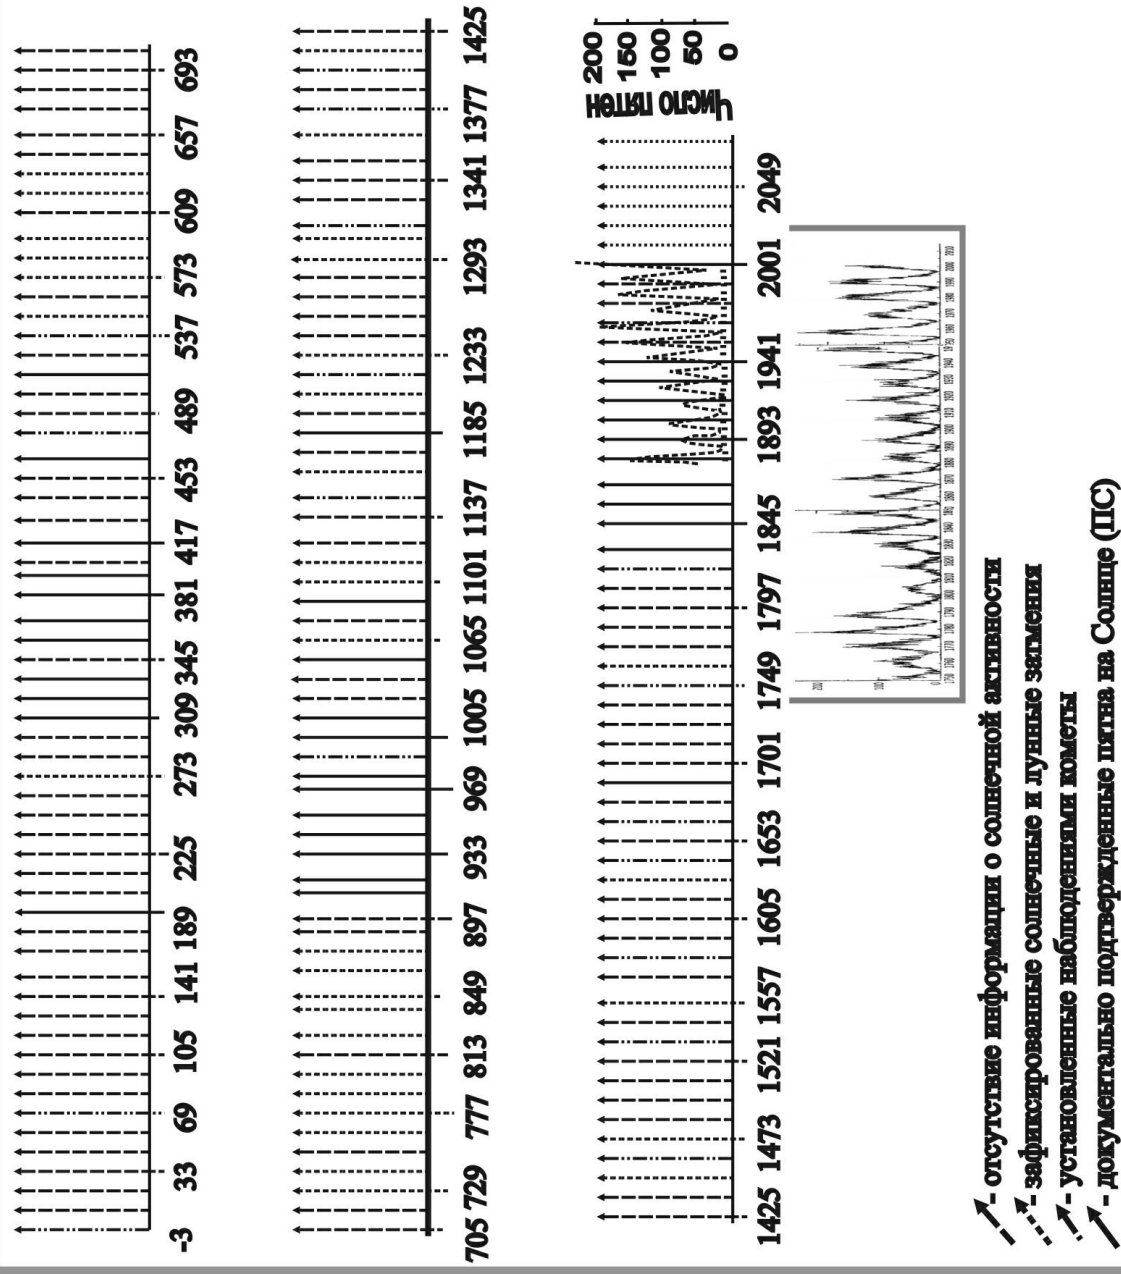 -3 33 69 105 141 189 225 273 309 345 381 417 453 489 537 573 609 657 693
705 729 777 813 849 897 933 969 1005 1065 1101 1137 1185 1233 1293 1341 1377 1425
200
150
100
50
0
Число пятен
1425 1473 1521 1557 1605 1653 1701 1749 1797 1845 1893 1941 2001 2049
200
100
0
- отсутствие информации о солнечной активности
- зафиксированные солнечные и лунные затмения
- установленные наблюдениями кометы
- документально подтвержденные пятна на Солнце (ПС)